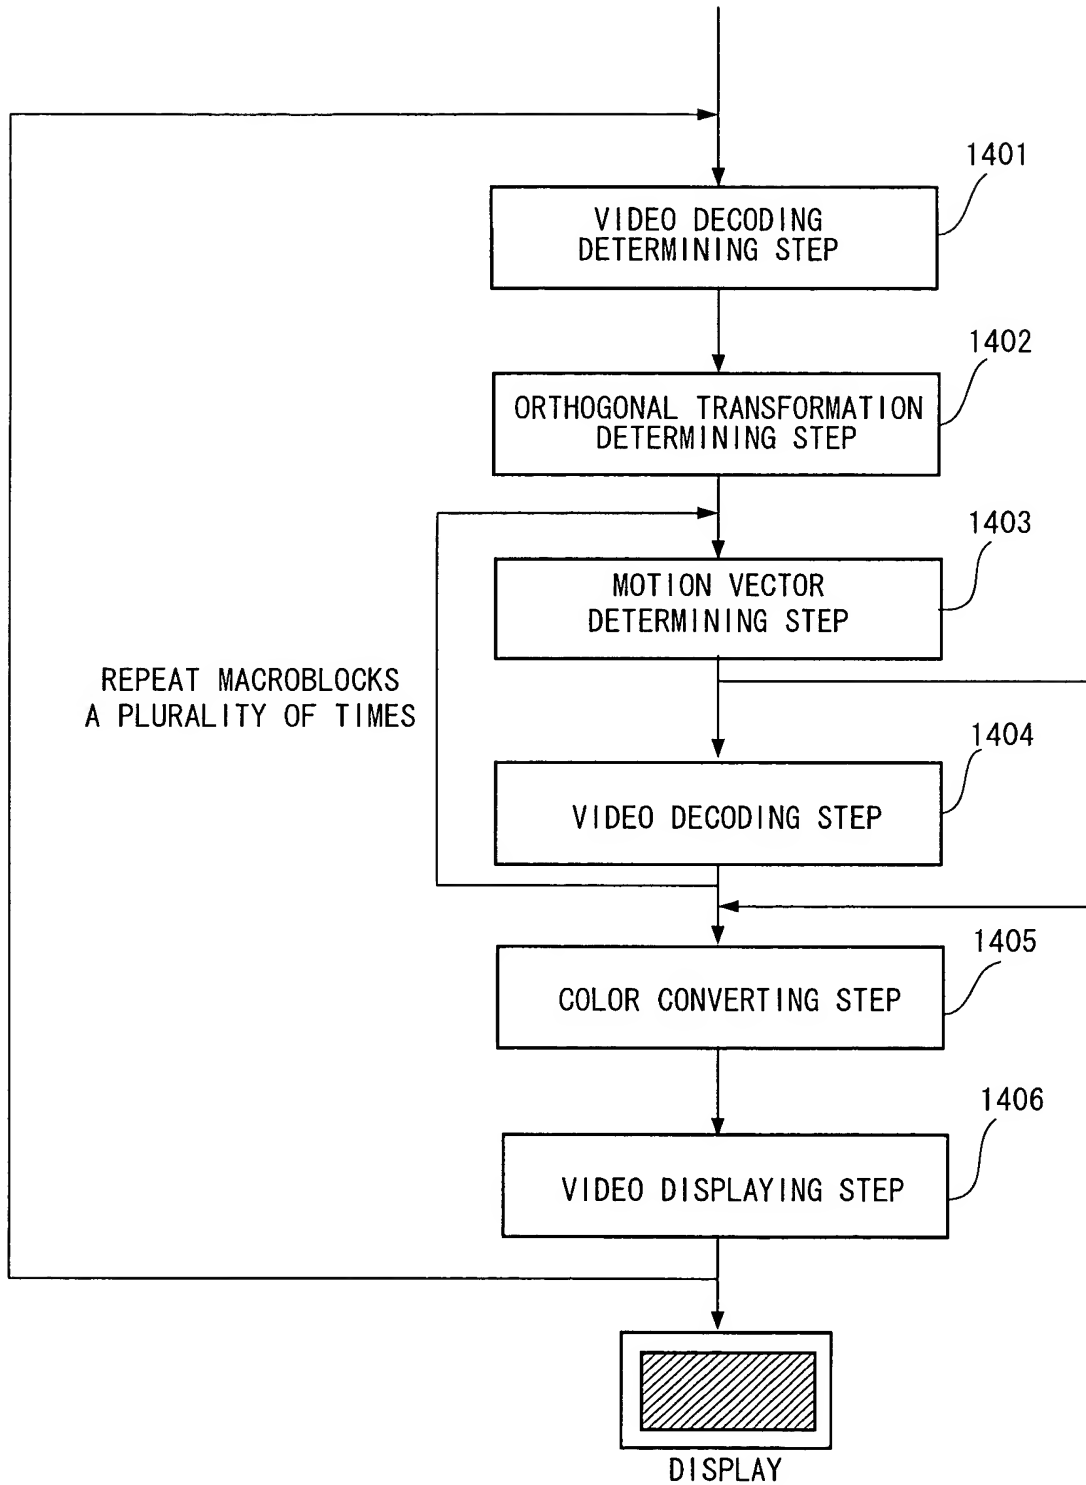 1401
VIDEO DECODING
DETERMINING STEP
1402
ORTHOGONAL TRANSFORMATION
DETERMINING STEP
1403
MOTION VECTOR
DETERMINING STEP
REPEAT MACROBLOCKS
A PLURALITY OF TIMES
1404
VIDEO DECODING STEP
1405
COLOR CONVERTING STEP
1406
VIDEO DISPLAYING STEP
DISPLAY